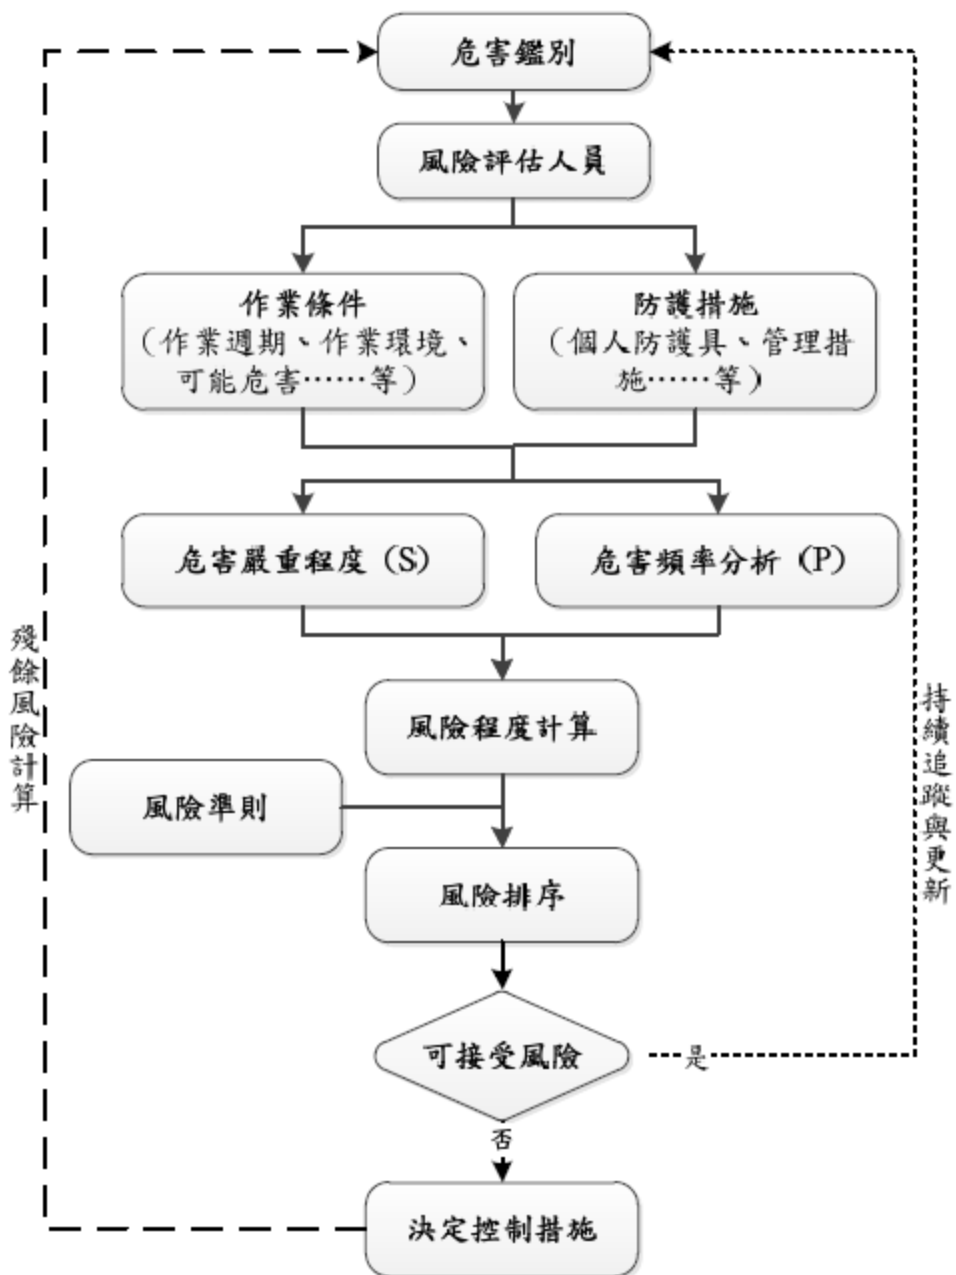 危害鑑別
風險評估人員
作業條件
（作業週期、作業環境、
可能危害……等）
防護措施
（個人防護具、管理措
施……等）
危害嚴重程度（S）
危害頻率分析（P）
殘餘風險計算
風險程度計算
持續追蹤與更新
風險準則
風險排序
可接受風險
是
否
決定控制措施